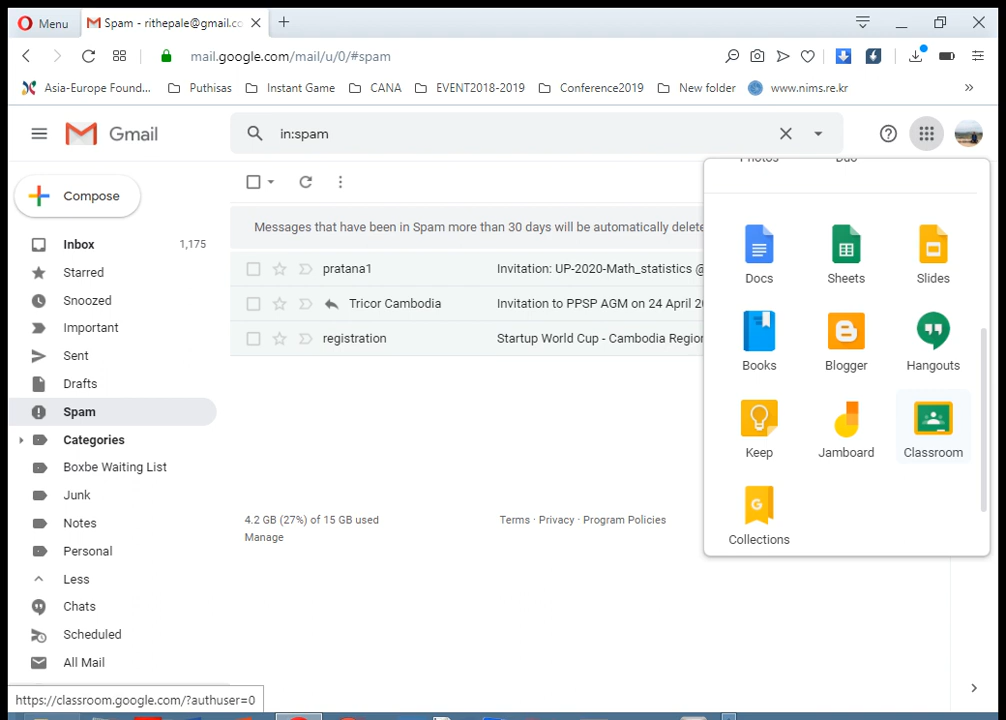 Menu
Spam - rithepale@gmail.co
mail.google.com/mail/u/0/#spam
Asia-Europe Found...
Puthisas
Instant Game
CANA
EVENT2018-2019
Conference2019
New folder
www.nims.re.kr
»
Gmail
in:spam
Compose
Messages that have been in Spam more than 30 days will be automatically delete
Inbox 1,175
Starred
Snoozed
Important
Sent
Drafts
Spam
Categories
Boxbe Waiting List
Junk
Notes
Personal
Less
Chats
Scheduled
All Mail
pratana1 Invitation: UP-2020-Math_statistics @
Tricor Cambodia Invitation to PPSP AGM on 24 April 20
registration Startup World Cup - Cambodia Region
4.2 GB (27%) of 15 GB used
Manage
Terms · Privacy · Program Policies
Photos Duo
Docs Sheets Slides
Books Blogger Hangouts
Keep Jamboard Classroom
Collections
https://classroom.google.com/?authuser=0